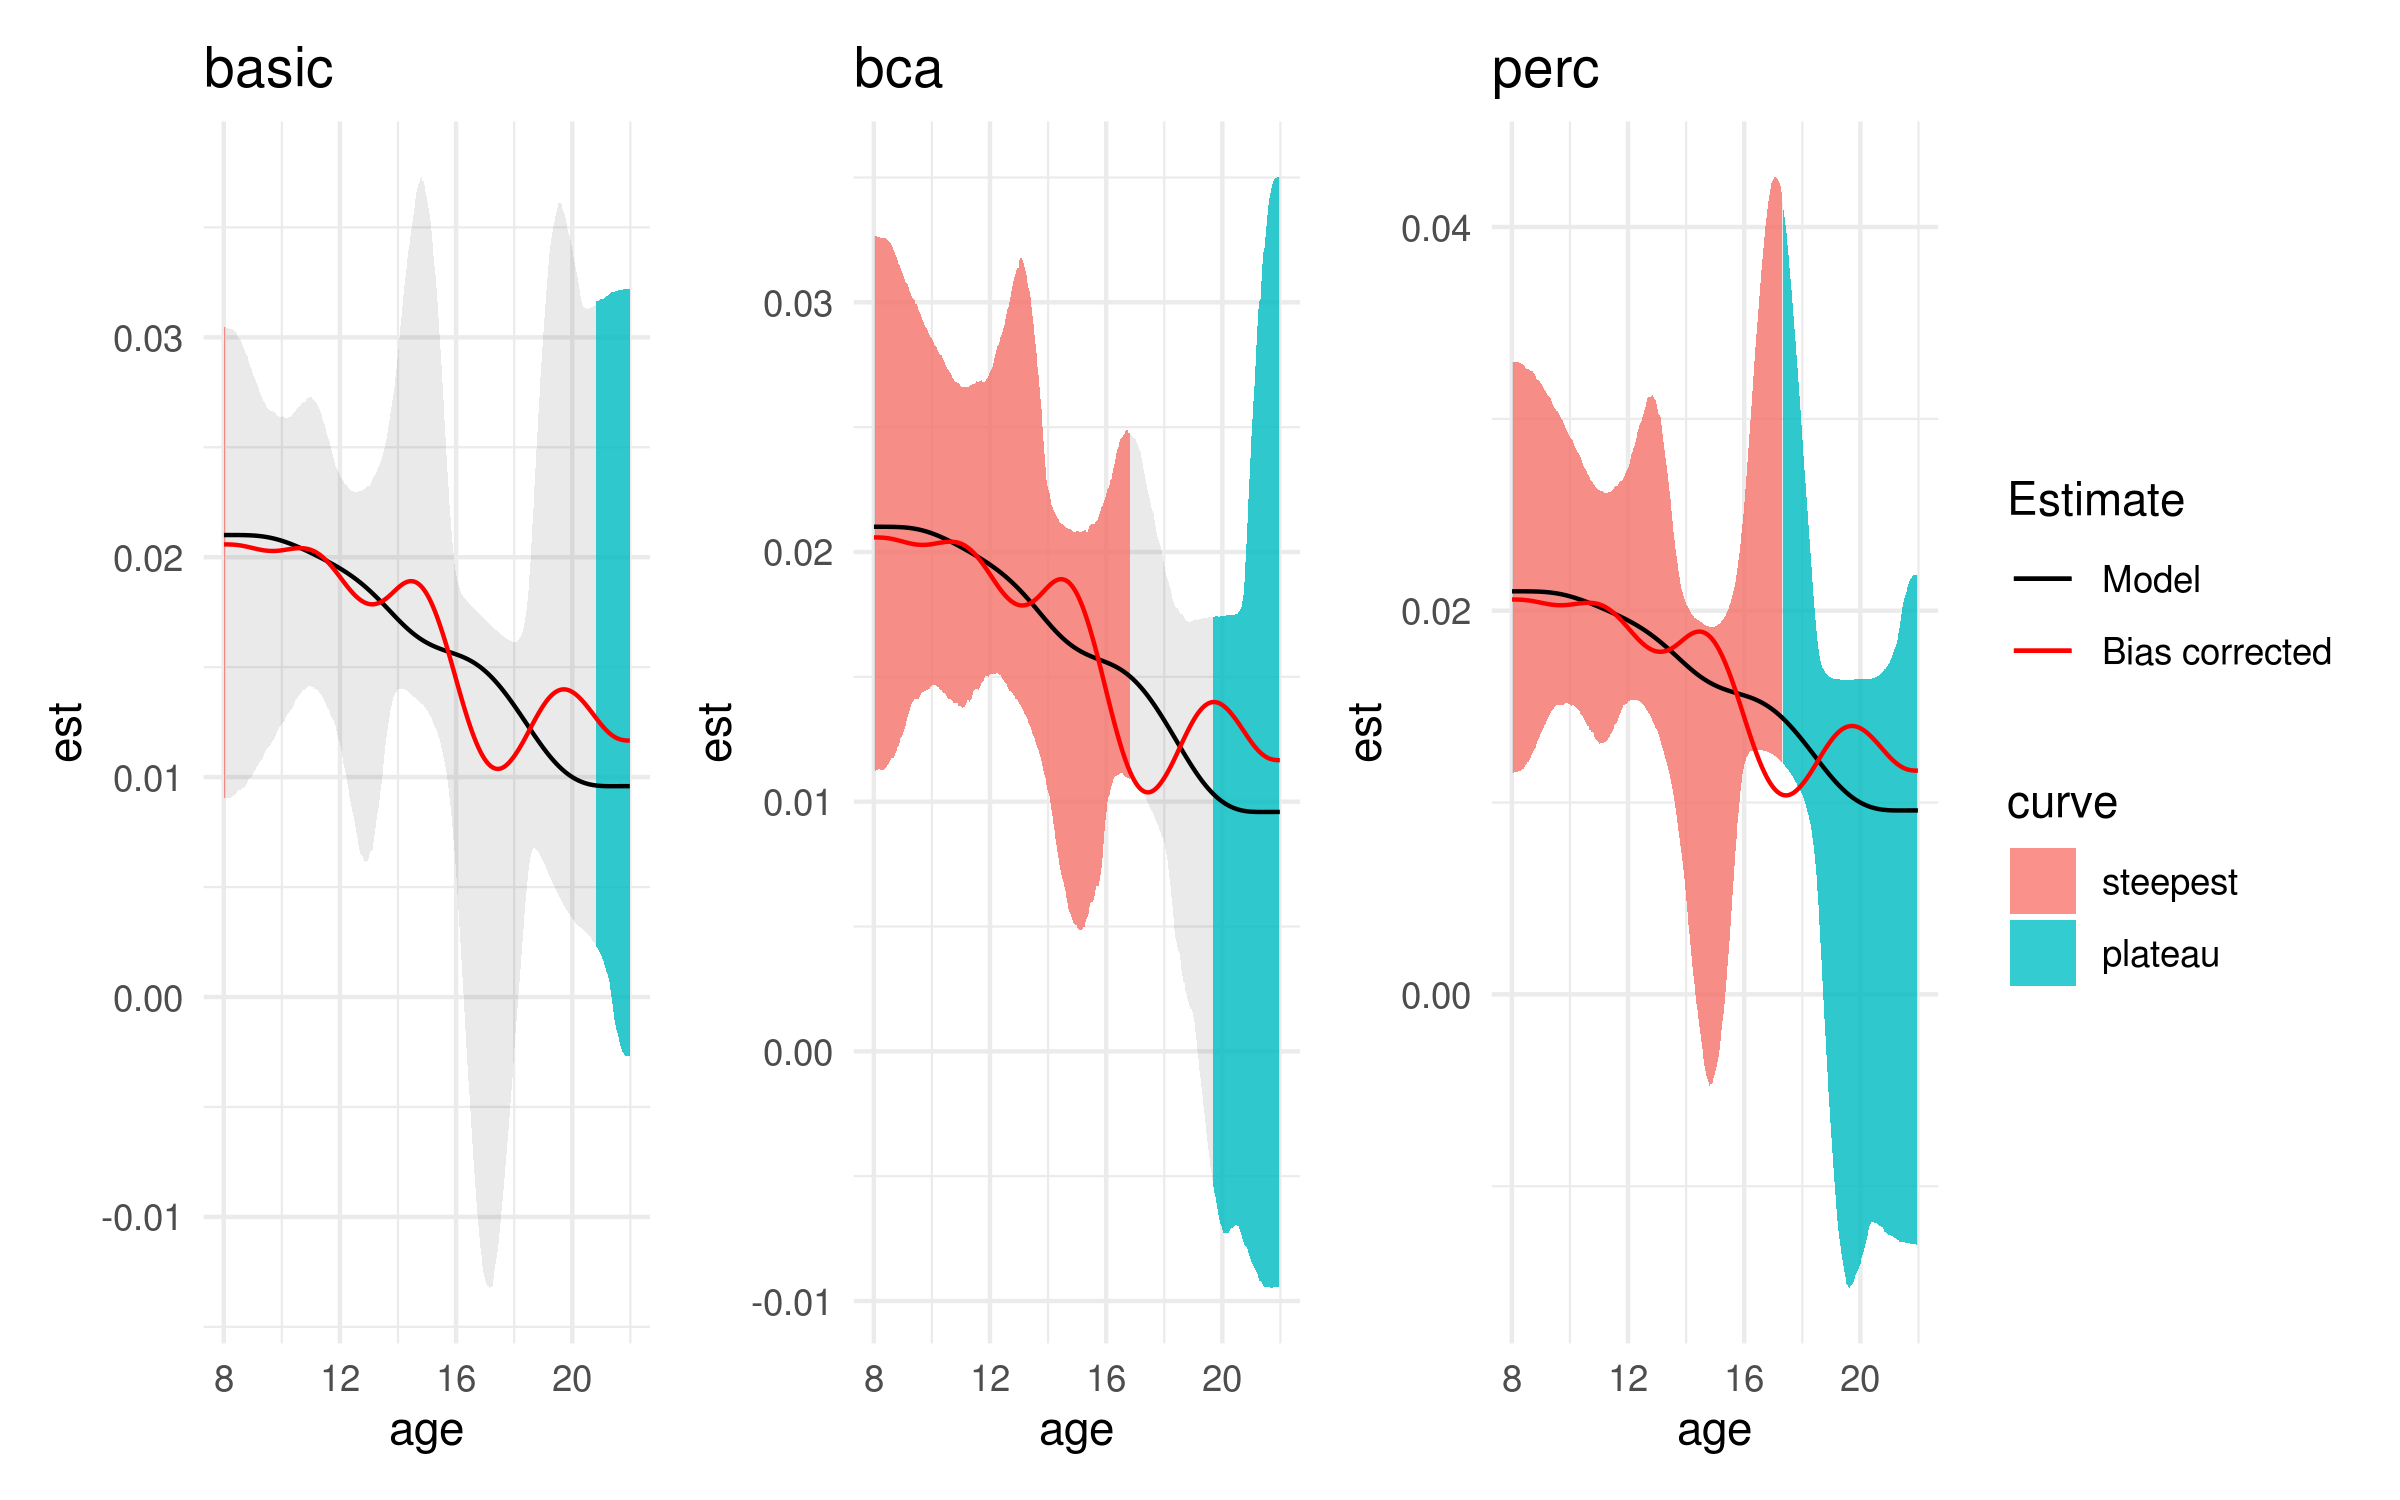 basic
bca
perc
est
0.03
0.02
0.01
0.00
-0.01
8 12 16 20
age
est
0.03
0.02
0.01
0.00
-0.01
8 12 16 20
age
est
0.04
0.02
0.00
8 12 16 20
age
Estimate
Model
Bias corrected
curve
steepest
plateau